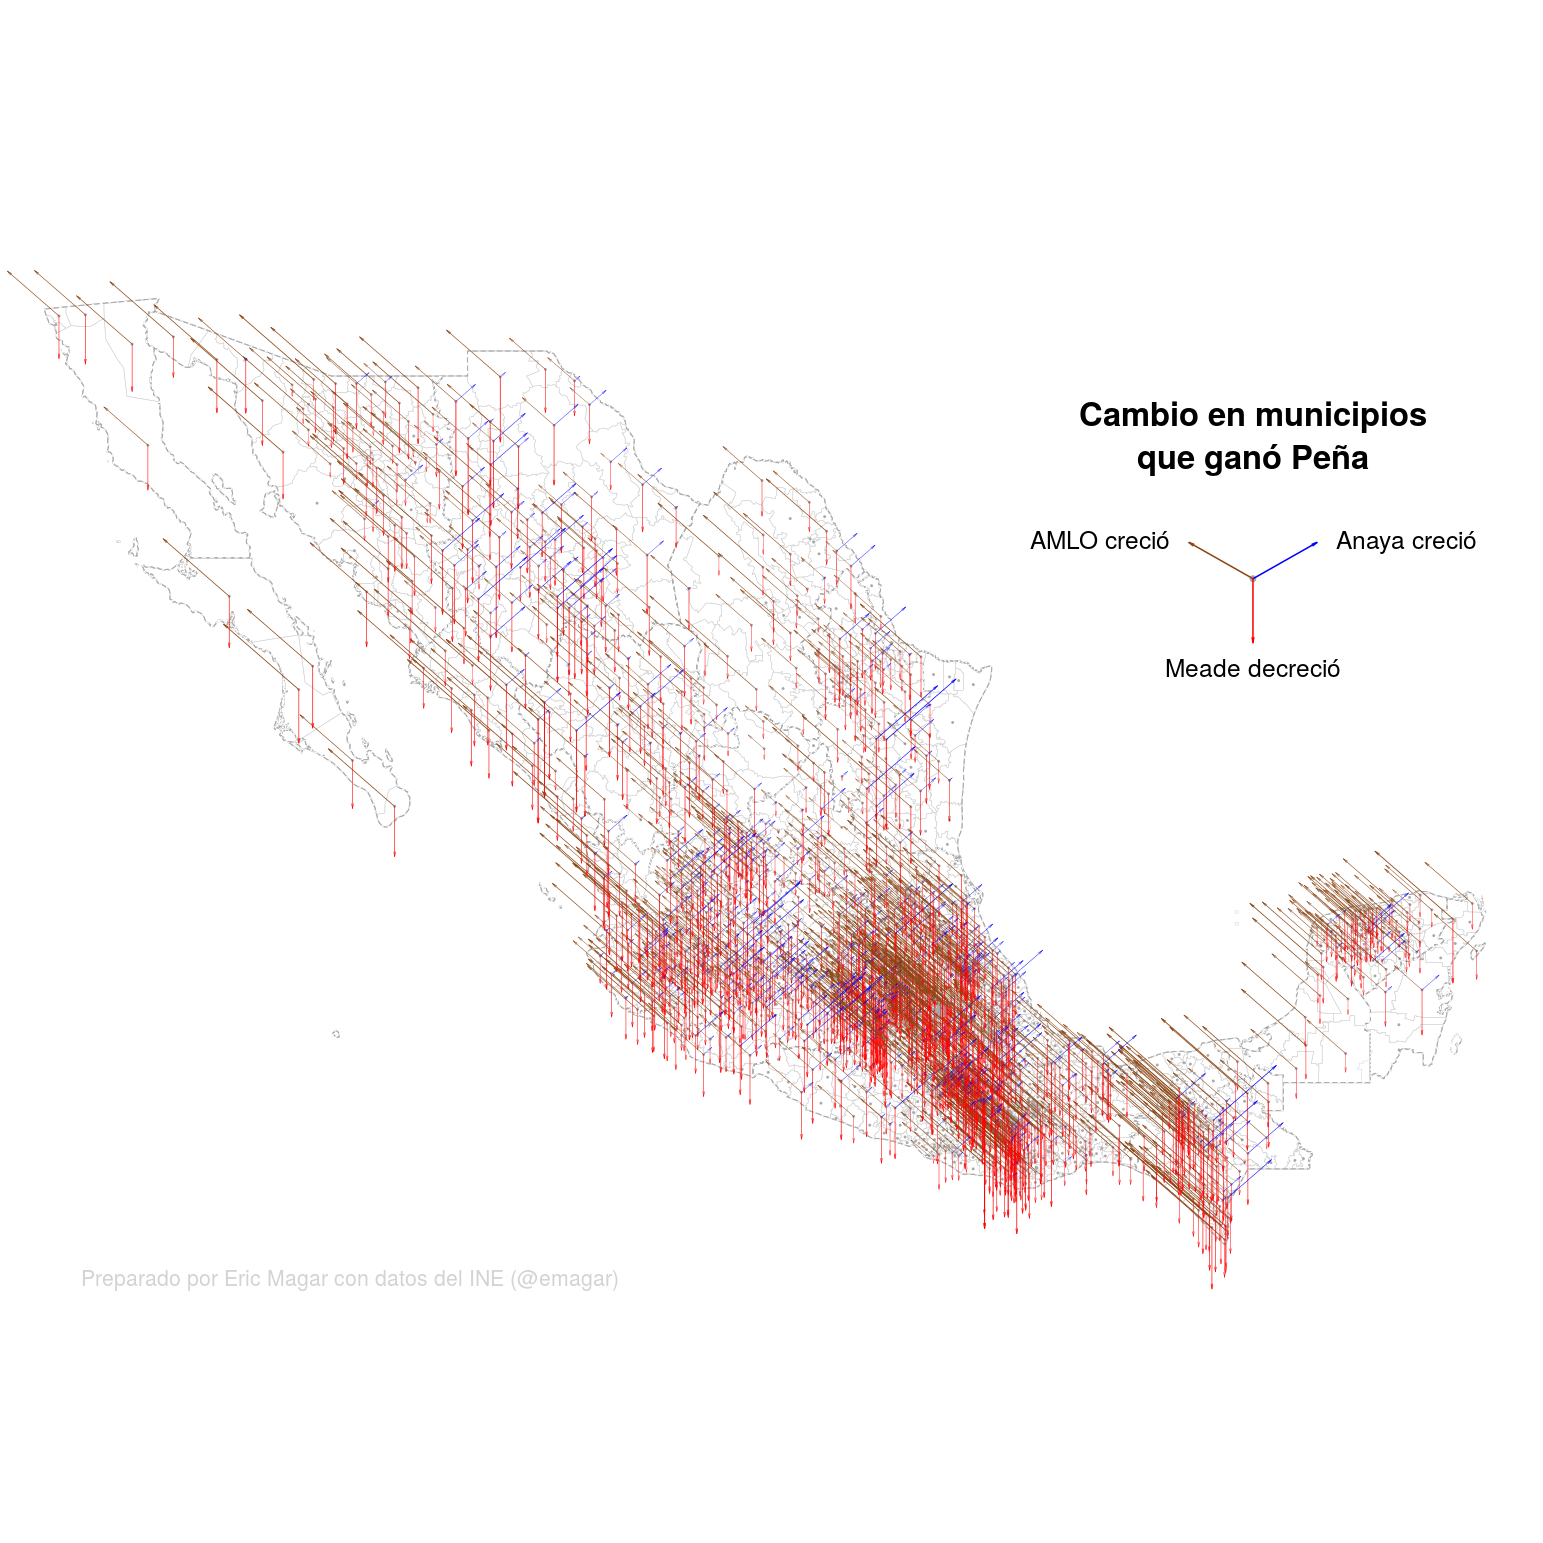 Cambio en municipios
que ganó Peña
AMLO creció
Anaya creció
Meade decreció
Preparado por Eric Magar con datos del INE (@emagar)